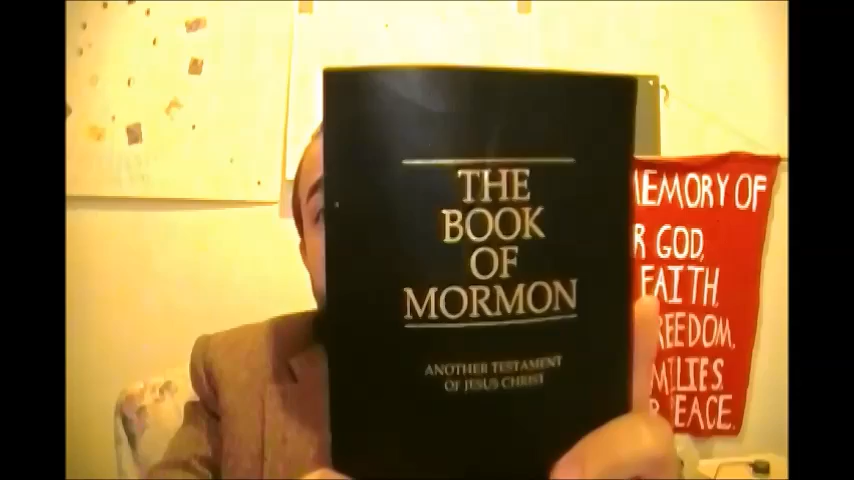 THE
BOOK
OF
MORMON
ANOTHER TESTAMENT
OF JESUS CHRIST
MEMORY OF
R GOD,
FAITH,
REEDOM,
MILIES
PEACE.